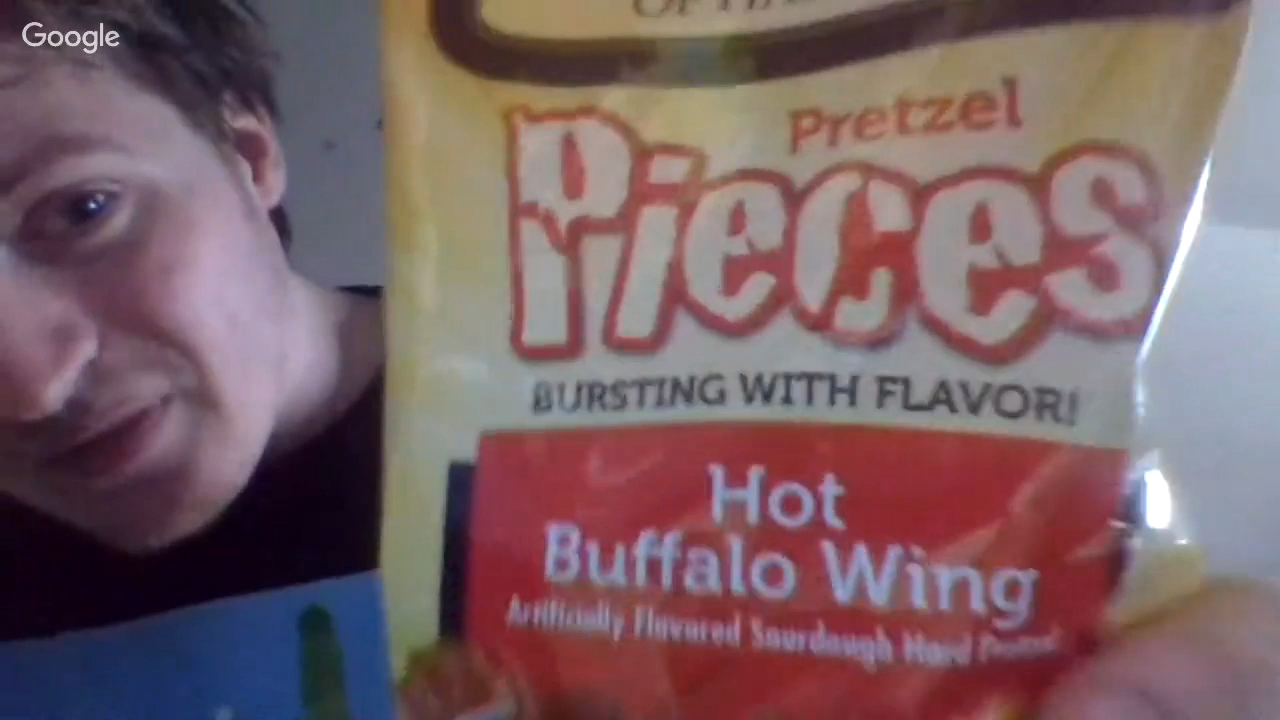 Google
Pretzel
Pieces
BURSTING WITH FLAVOR!
Hot
Buffalo Wing
Artificially Flavored Sourdough Hard Pretzel